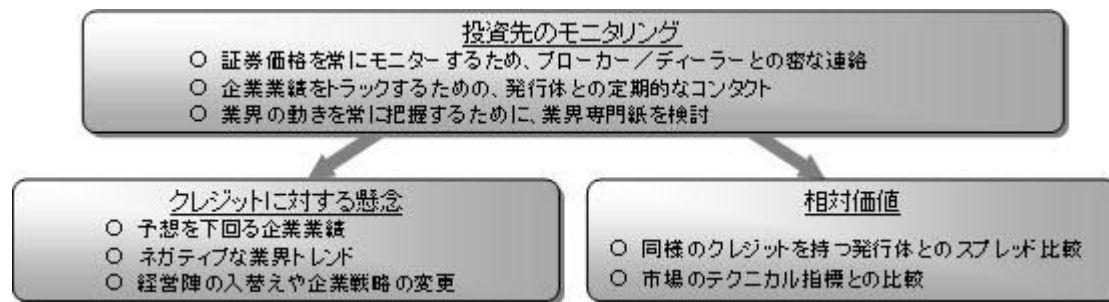 投資先のモニタリング
○ 証券価格を常にモニターするため、ブローカー／ディーラーとの密な連絡
○ 企業業績をトラックするための、発行体との定期的なコンタクト
○ 業界の動きを常に把握するために、業界専門紙を検討
クレジットに対する懸念
○ 予想を下回る企業業績
○ ネガティブな業界トレンド
○ 経営陣の入替えや企業戦略の変更
相対価値
○ 同様のクレジットを持つ発行体とのスプレッド比較
○ 市場のテクニカル指標との比較